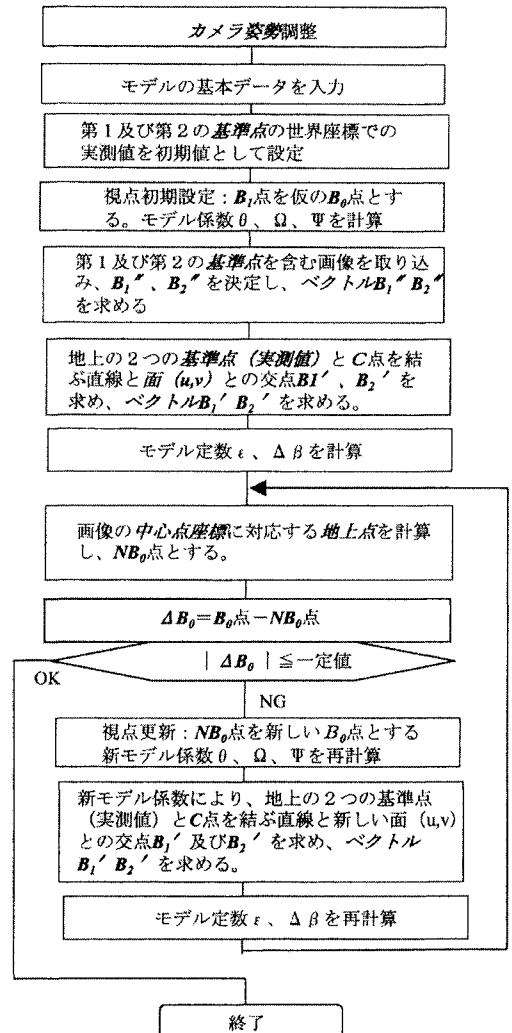 カメラ姿勢調整
モデルの基本データを入力
第1及び第2の基準点の世界座標での
実測値を初期値として設定
視点初期設定：B₁点を仮のB₀点とす
る。モデル係数θ、Ω、Ψを計算
第1及び第2の基準点を含む画像を取り込
み、B₁″、B₂″を決定し、ベクトルB₁″B₂″
を求める
地上の2つの基準点（実測値）とC点を結
ぶ直線と面（u,v）との交点B1′、B₂′を
求め、ベクトルB₁′B₂′を求める。
モデル定数ε、Δβを計算
画像の中心点座標に対応する地上点を計算
し、NB₀点とする。
ΔB₀＝B₀点－NB₀点
｜ΔB₀｜≦一定値
OK
NG
視点更新：NB₀点を新しいB₀点とする
新モデル係数θ、Ω、Ψを再計算
新モデル係数により、地上の2つの基準点
（実測値）とC点を結ぶ直線と新しい面（u,v）
との交点B₁′及びB₂′を求め、ベクトル
B₁′B₂′を求める。
モデル定数ε、Δβを再計算
終了